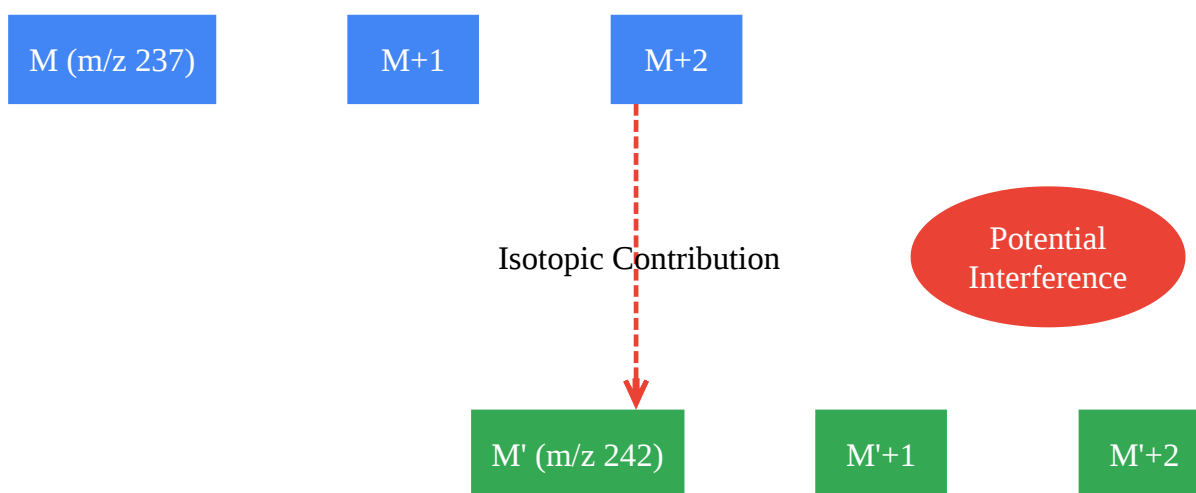 M (m/z 237)
M+1
M+2
Isotopic Contribution
Potential
Interference
M' (m/z 242)
M'+1
M'+2